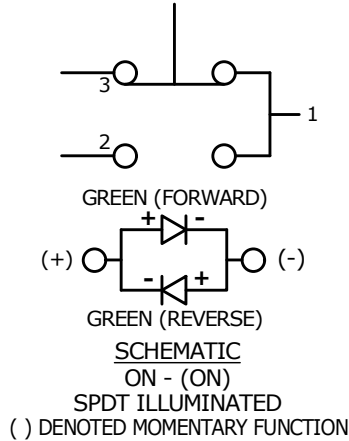 3
1
2
GREEN (FORWARD)
+ -
(+) (-)
- +
GREEN (REVERSE)
SCHEMATIC
ON - (ON)
SPDT ILLUMINATED
( ) DENOTED MOMENTARY FUNCTION